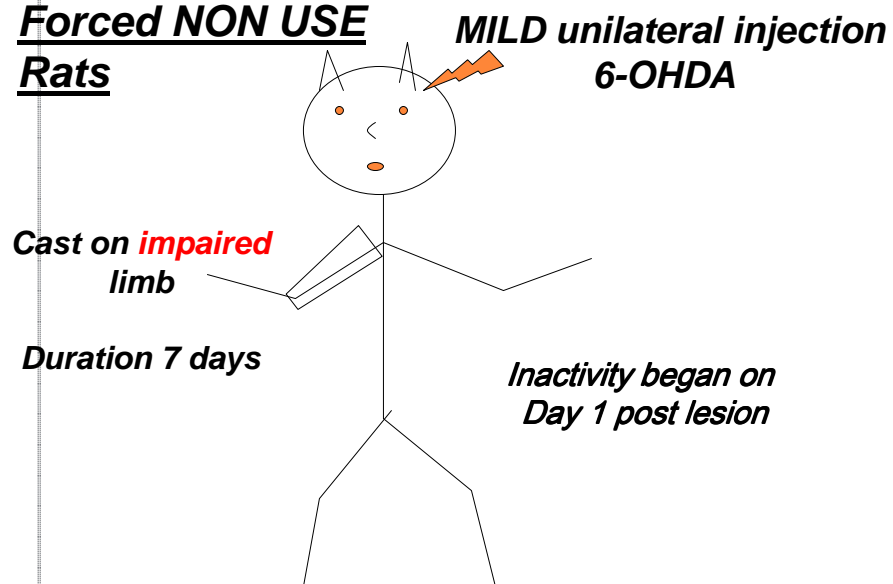 Forced NON USE
Rats
MILD unilateral injection
6-OHDA
Cast on impaired
limb
Duration 7 days
Inactivity began on
Day 1 post lesion